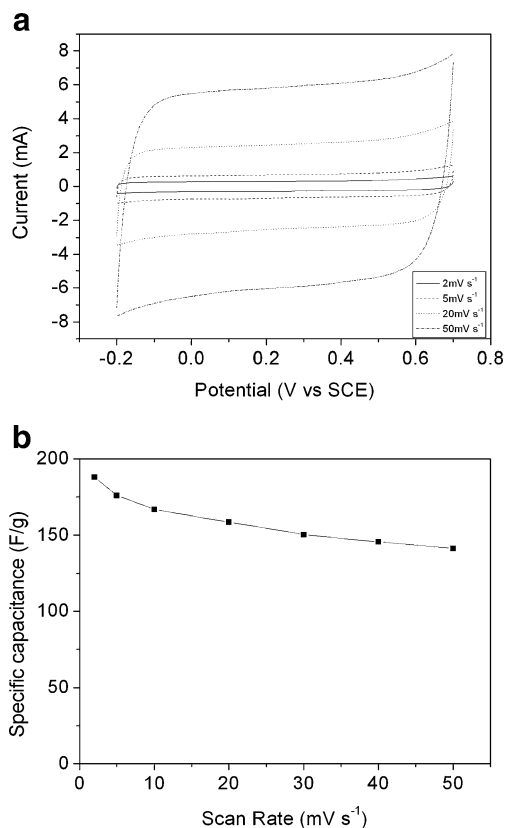 a
8
6
4
2
0
-2
-4
-6
-8
Current (mA)
2mV s⁻¹
5mV s⁻¹
20mV s⁻¹
50mV s⁻¹
-0.2 0.0 0.2 0.4 0.6 0.8
Potential (V vs SCE)
b
200
150
100
50
0
Specific capacitance (F/g)
0 10 20 30 40 50
Scan Rate (mV s⁻¹)